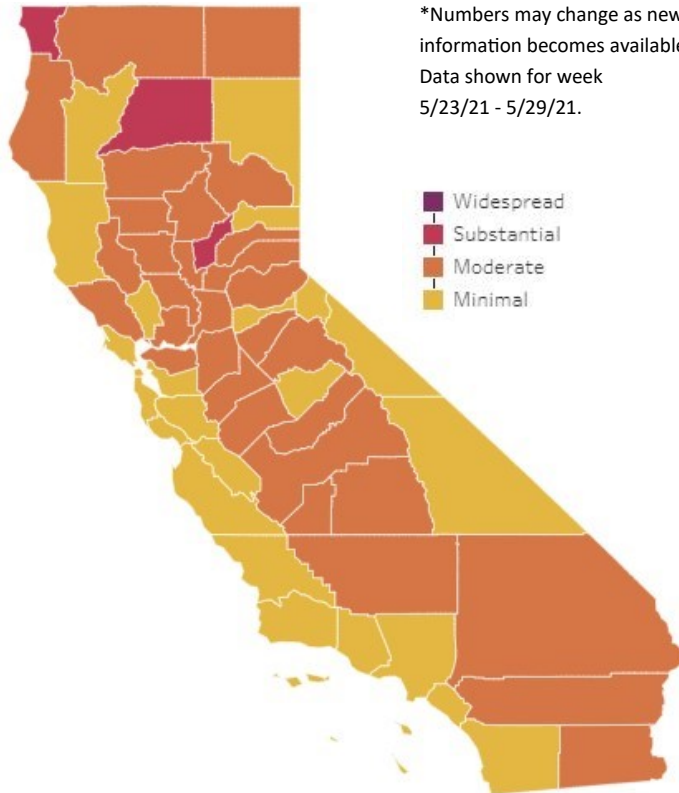 *Numbers may change as new
information becomes available
Data shown for week
5/23/21 - 5/29/21.
Widespread
Substantial
Moderate
Minimal